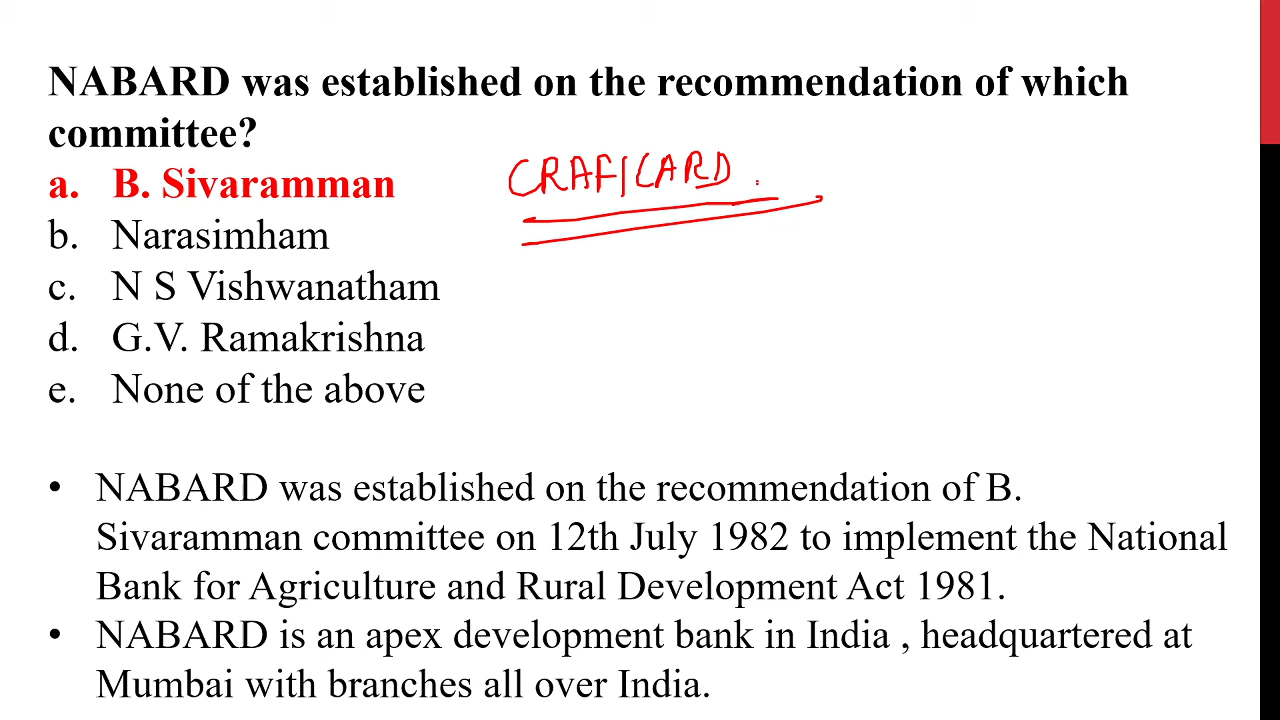 NABARD was established on the recommendation of which
committee?
a. B. Sivaramman
CRAFICARD
b. Narasimham
c. N S Vishwanatham
d. G.V. Ramakrishna
e. None of the above
• NABARD was established on the recommendation of B.
Sivaramman committee on 12th July 1982 to implement the National
Bank for Agriculture and Rural Development Act 1981.
• NABARD is an apex development bank in India , headquartered at
Mumbai with branches all over India.